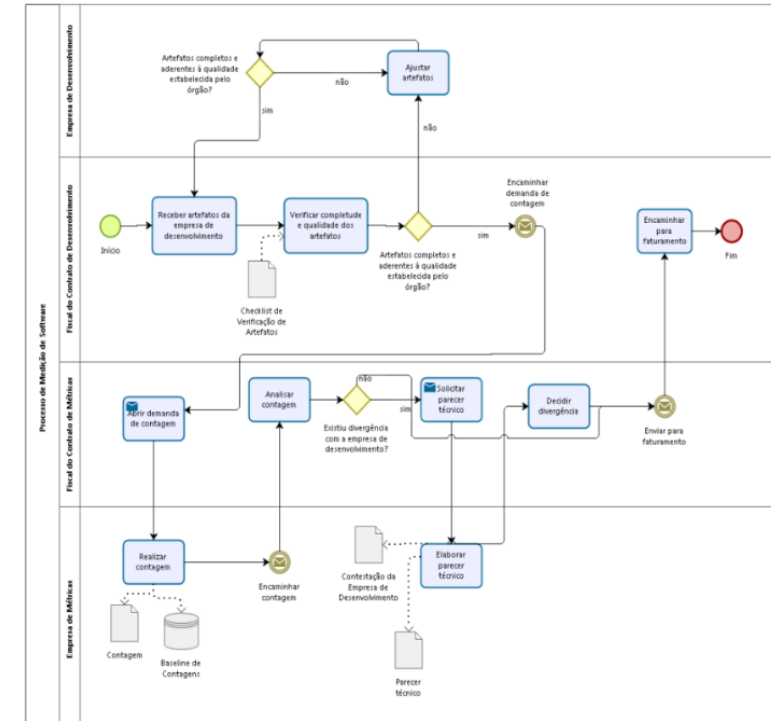 Processo de Medição de Software
Empresa de Desenvolvimento
Artefatos completos e
aderentes à qualidade
estabelecida pelo
órgão?
não
sim
Ajustar
artefatos
não
Fiscal do Contrato de Desenvolvimento
Início
Receber artefatos da
empresa de
desenvolvimento
Verificar completude
e qualidade dos
artefatos
Checklist de
Verificação de
Artefatos
Artefatos completos e
aderentes à qualidade
estabelecida pelo
órgão?
sim
Encaminhar
demanda de
contagem
Encaminhar
para
faturamento
Fim
Fiscal do Contrato de Métricas
Abrir demanda
de contagem
Analisar
contagem
Existiu divergência
com a empresa de
desenvolvimento?
não
sim
Solicitar
parecer
técnico
Decidir
divergência
Enviar para
faturamento
Empresa de Métricas
Realizar
contagem
Contagem
Baseline de
Contagens
Encaminhar
contagem
Contestação da
Empresa de
Desenvolvimento
Elaborar
parecer
técnico
Parecer
técnico